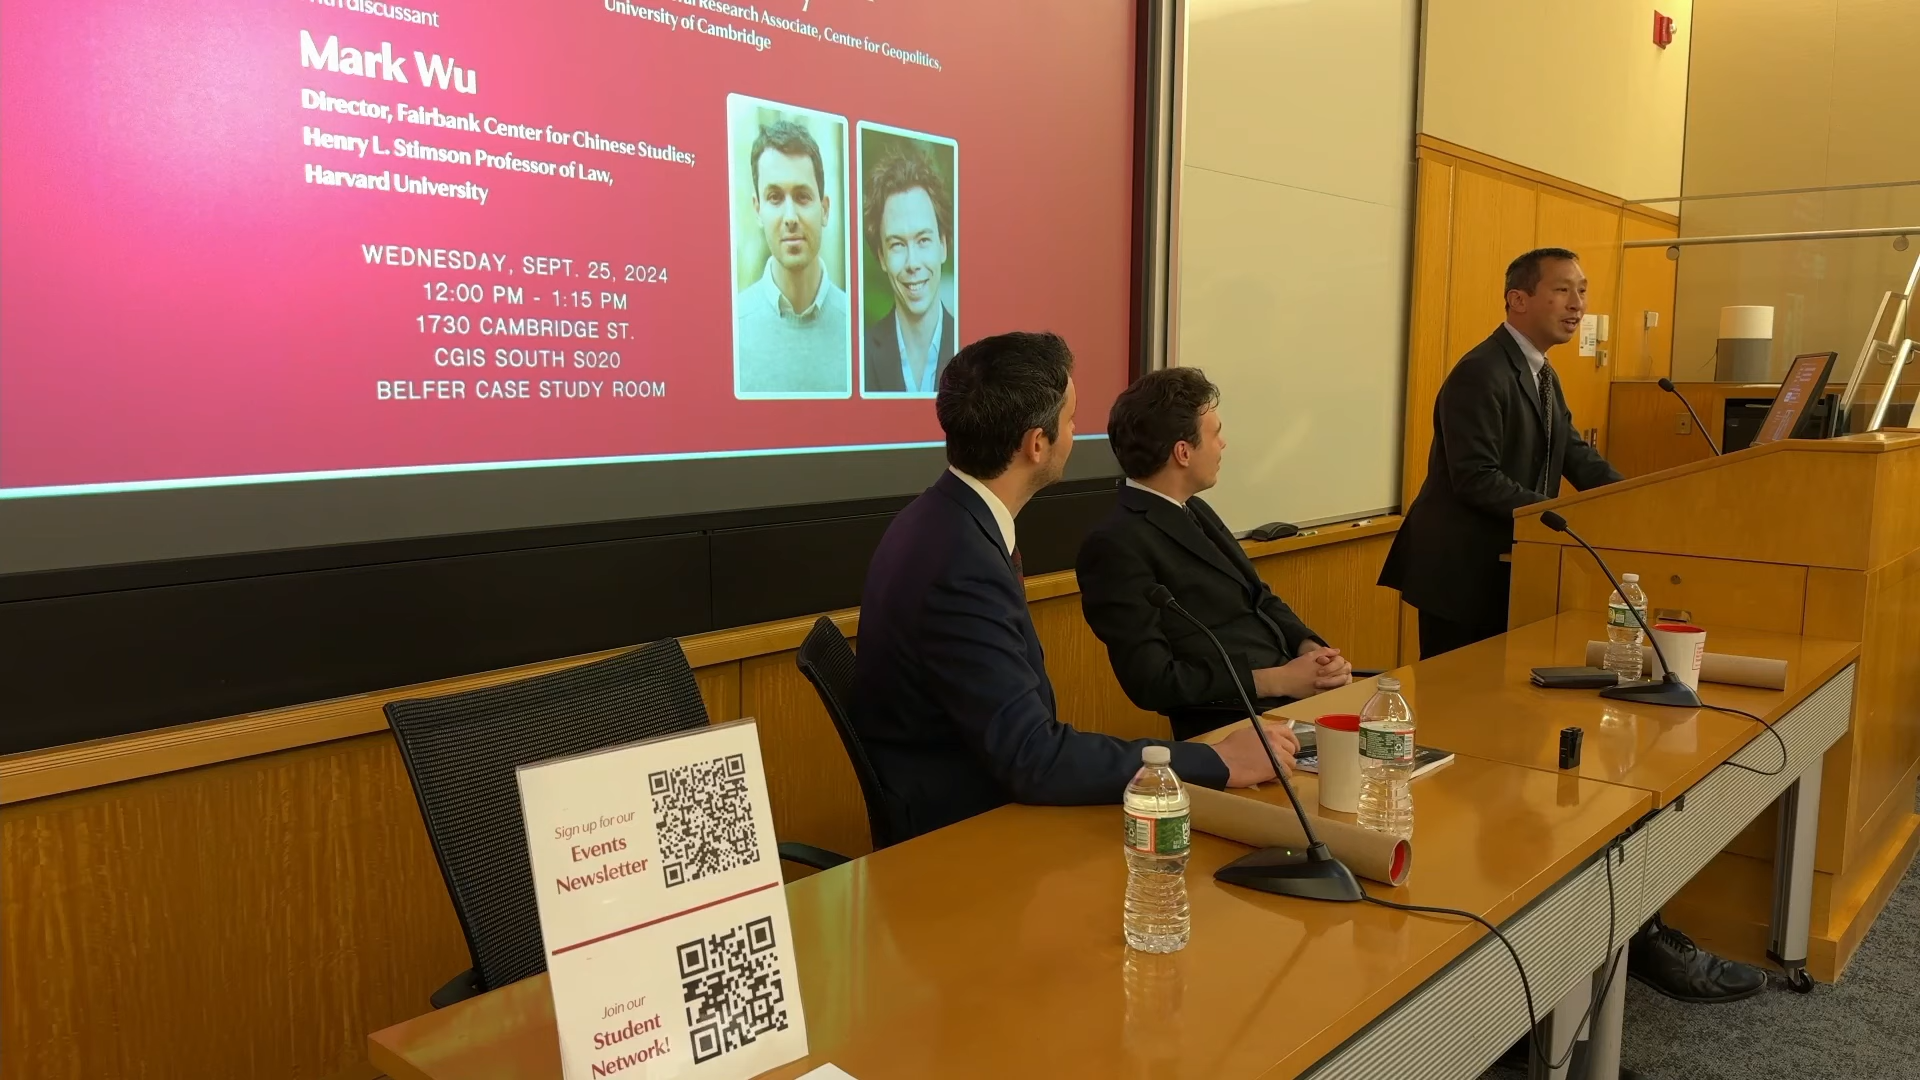 with discussant
Mark Wu
Director, Fairbank Center for Chinese Studies;
Henry L. Stimson Professor of Law,
Harvard University
Research Associate, Centre for Geopolitics,
University of Cambridge
WEDNESDAY, SEPT. 25, 2024
12:00 PM - 1:15 PM
1730 CAMBRIDGE ST.
CGIS SOUTH S020
BELFER CASE STUDY ROOM
Sign up for our
Events
Newsletter
Join our
Student
Network!